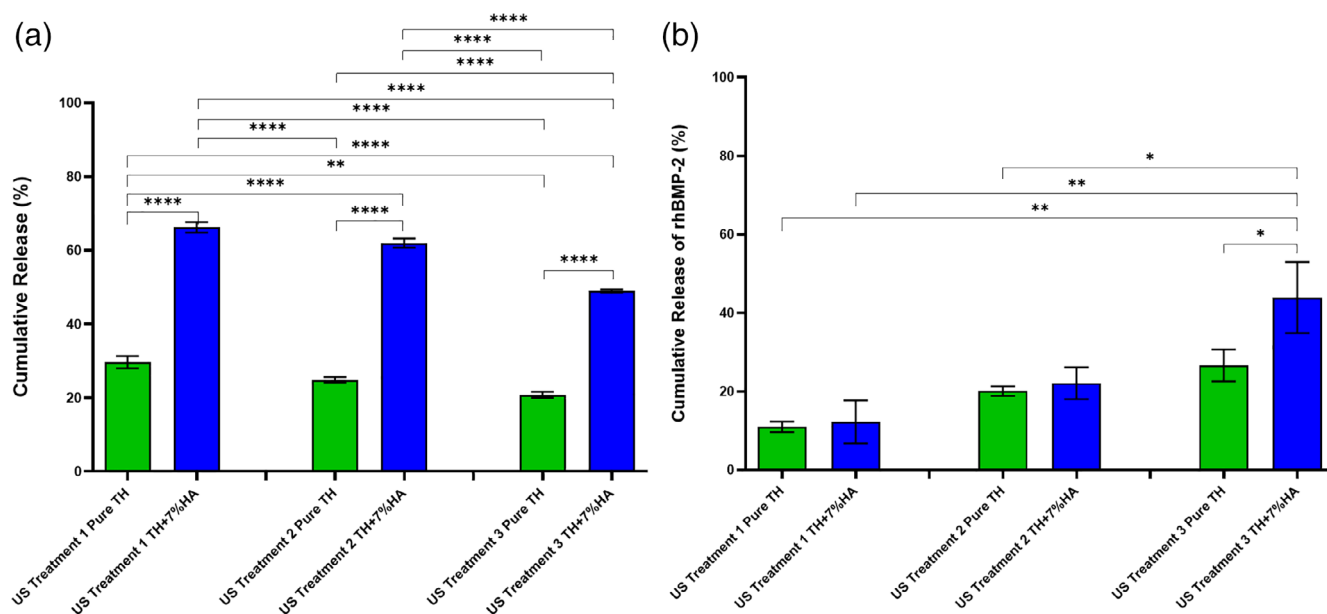 (a)
****
****
****
****
****
****
****
**
****
****
****
****
Cumulative Release (%)
100
80
60
40
20
0
US Treatment 1 Pure TH
US Treatment 1 TH+7%HA
US Treatment 2 Pure TH
US Treatment 2 TH+7%HA
US Treatment 3 Pure TH
US Treatment 3 TH+7%HA
(b)
*
**
**
*
Cumulative Release of rhBMP-2 (%)
100
80
60
40
20
0
US Treatment 1 Pure TH
US Treatment 1 TH+7%HA
US Treatment 2 Pure TH
US Treatment 2 TH+7%HA
US Treatment 3 Pure TH
US Treatment 3 TH+7%HA